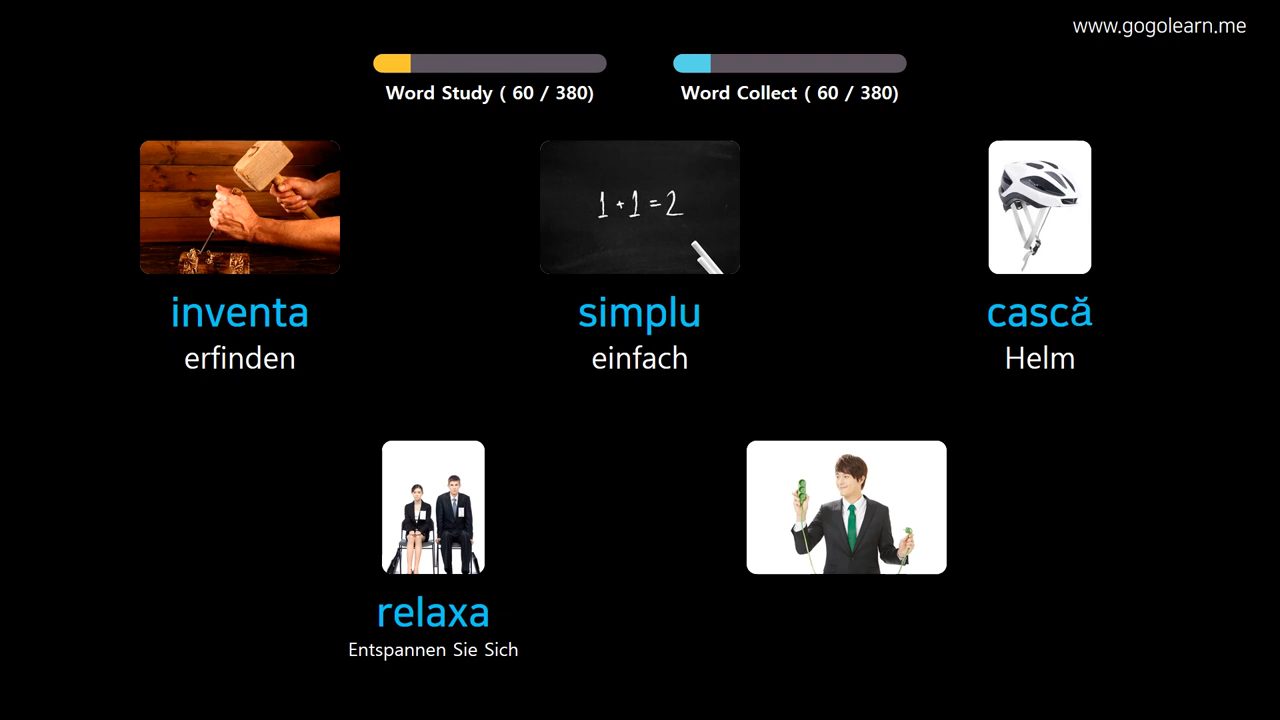 www.gogolearn.me
Word Study ( 60 / 380)
Word Collect ( 60 / 380)
1+1=2
inventa
erfinden
simplu
einfach
cască
Helm
relaxa
Entspannen Sie Sich